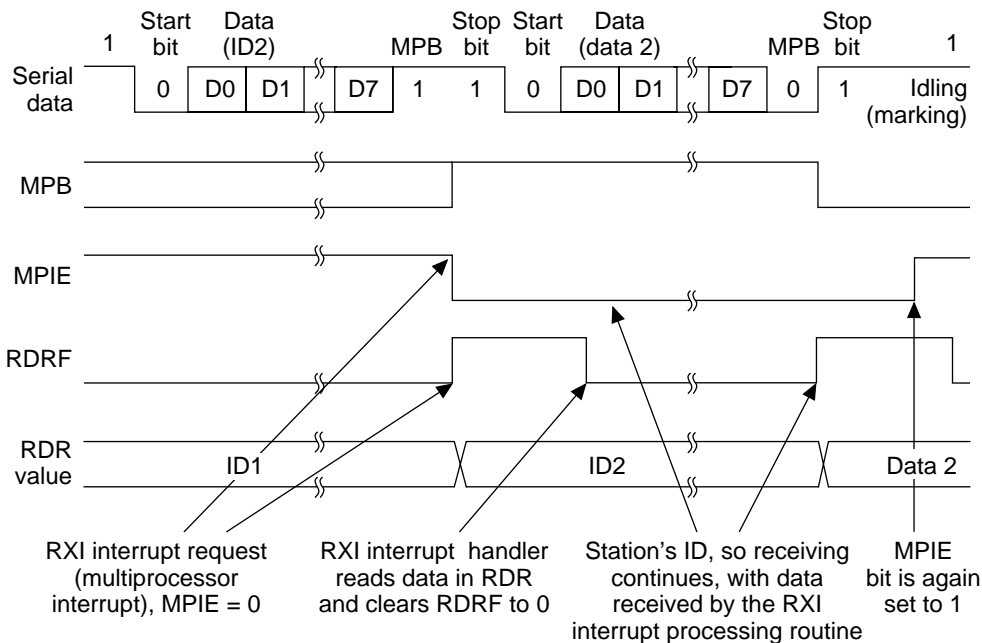 1 Start bit Data (ID2) MPB Stop bit Start bit Data (data 2) MPB Stop bit 1
Serial data 0 D0 D1 D7 1 1 0 D0 D1 D7 0 1 Idling (marking)
MPB
MPIE
RDRF
RDR value ID1 ID2 Data 2
RXI interrupt request
(multiprocessor
interrupt), MPIE = 0
RXI interrupt handler
reads data in RDR
and clears RDRF to 0
Station's ID, so receiving
continues, with data
received by the RXI
interrupt processing routine
MPIE
bit is again
set to 1